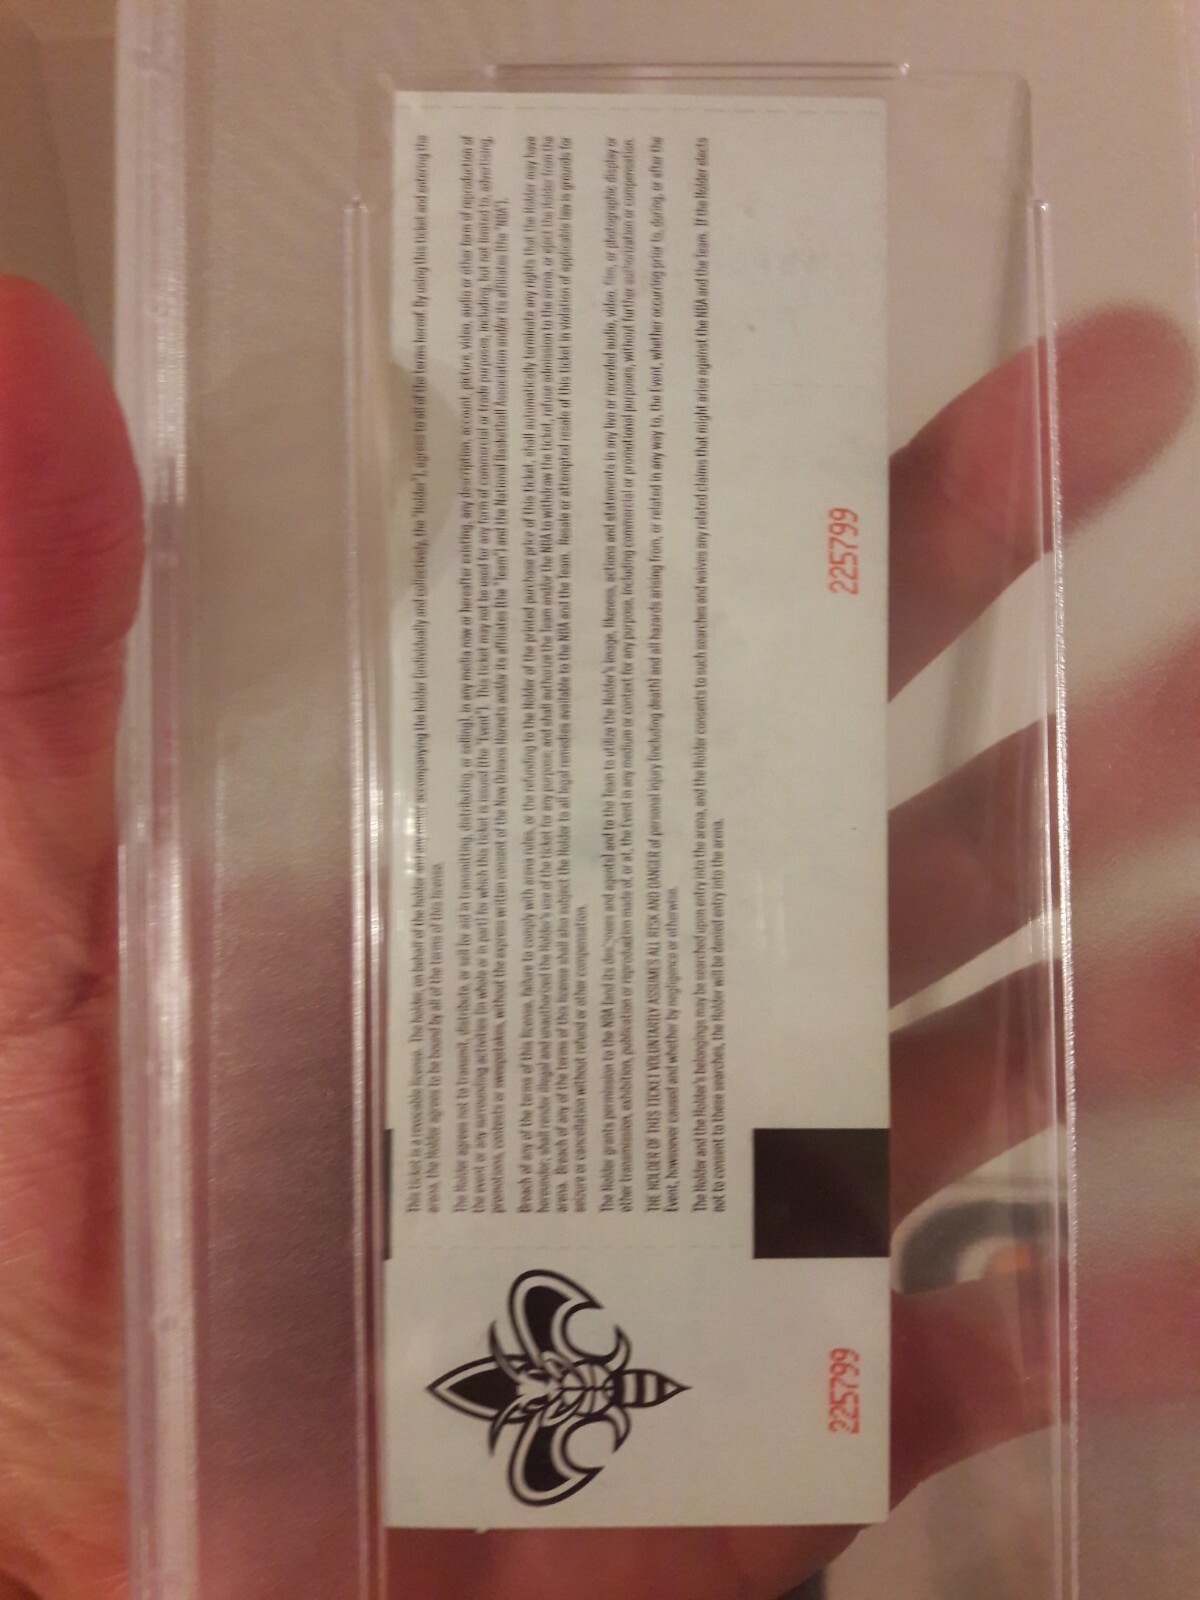 This ticket is a revocable license. The holder, on behalf of the holder and any minor accompanying the holder (individually and collectively, the "Holder"), agrees to all of the terms hereof. By using this ticket and entering the
arena, the Holder agrees to be bound by all of the terms of this license.
The Holder agrees not to transmit, distribute, or sell (or aid in transmitting, distributing, or selling), in any media now or hereafter existing, any description, account, picture, video, audio or other form of reproduction of
the event or any surrounding activities (in whole or in part) for which this ticket is issued (the "Event"). This ticket may not be used for any form of commercial or trade purposes, including, but not limited to, advertising,
promotions, contests or sweepstakes, without the express written consent of the New Orleans Hornets and/or its affiliates (the "Team") and the National Basketball Association and/or its affiliates (the "NBA").
Breach of any of the terms of this license, failure to comply with arena rules, or the refunding to the Holder of the printed purchase price of this ticket, shall automatically terminate any rights that the Holder may have
hereunder; shall render illegal and unauthorized the Holder's use of the ticket for any purpose, and shall authorize the Team and/or the NBA to withdraw the ticket, refuse admission to the arena, or eject the Holder from the
arena. Breach of any of the terms of this license shall also subject the Holder to all legal remedies available to the NBA and the Team. Resale or attempted resale of this ticket in violation of applicable law is grounds for
seizure or cancellation without refund or other compensation.
The Holder grants permission to the NBA (and its designees and agents) and to the Team to utilize the Holder's image, likeness, actions and statements in any live or recorded audio, video, film, or photographic display or
other transmission, exhibition, publication or reproduction made of, or at, the Event in any medium or context for any purpose, including commercial or promotional purposes, without further authorization or compensation.
THE HOLDER OF THIS TICKET VOLUNTARILY ASSUMES ALL RISK AND DANGER of personal injury (including death) and all hazards arising from, or related in any way to, the Event, whether occurring prior to, during, or after the
Event, howsoever caused and whether by negligence or otherwise.
The Holder and the Holder's belongings may be searched upon entry into the arena, and the Holder consents to such searches and waives any related claims that might arise against the NBA and the Team. If the Holder elects
not to consent to these searches, the Holder will be denied entry into the arena.
225799
225799